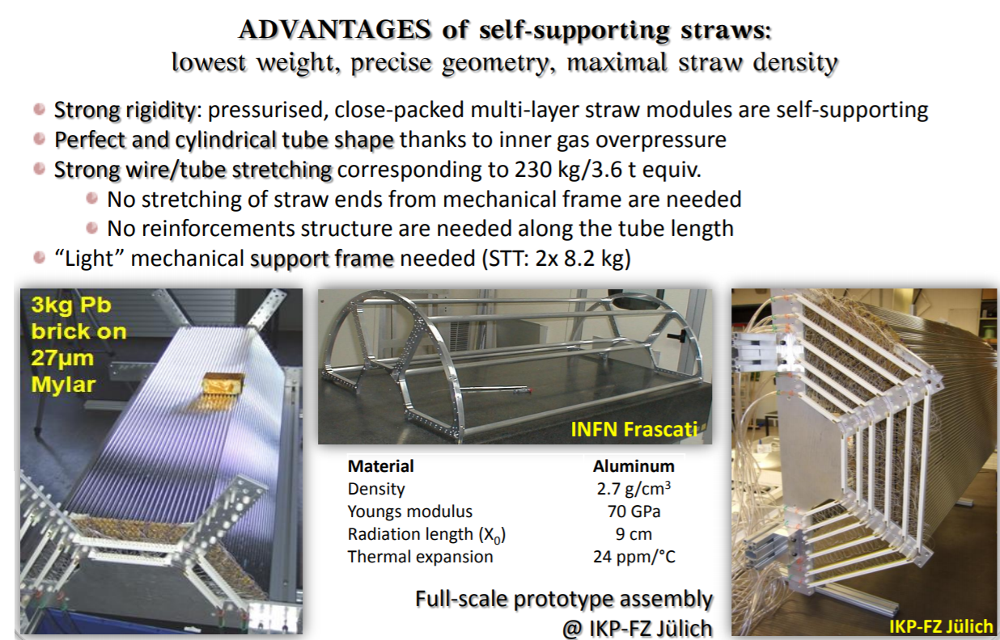 ADVANTAGES of self-supporting straws:
lowest weight, precise geometry, maximal straw density
Strong rigidity: pressurised, close-packed multi-layer straw modules are self-supporting
Perfect and cylindrical tube shape thanks to inner gas overpressure
Strong wire/tube stretching corresponding to 230 kg/3.6 t equiv.
No stretching of straw ends from mechanical frame are needed
No reinforcements structure are needed along the tube length
“Light” mechanical support frame needed (STT: 2x 8.2 kg)
3kg Pb
brick on
27µm
Mylar
INFN Frascati
Material Aluminum
Density 2.7 g/cm³
Youngs modulus 70 GPa
Radiation length (X₀) 9 cm
Thermal expansion 24 ppm/°C
Full-scale prototype assembly
@ IKP-FZ Jülich
IKP-FZ Jülich